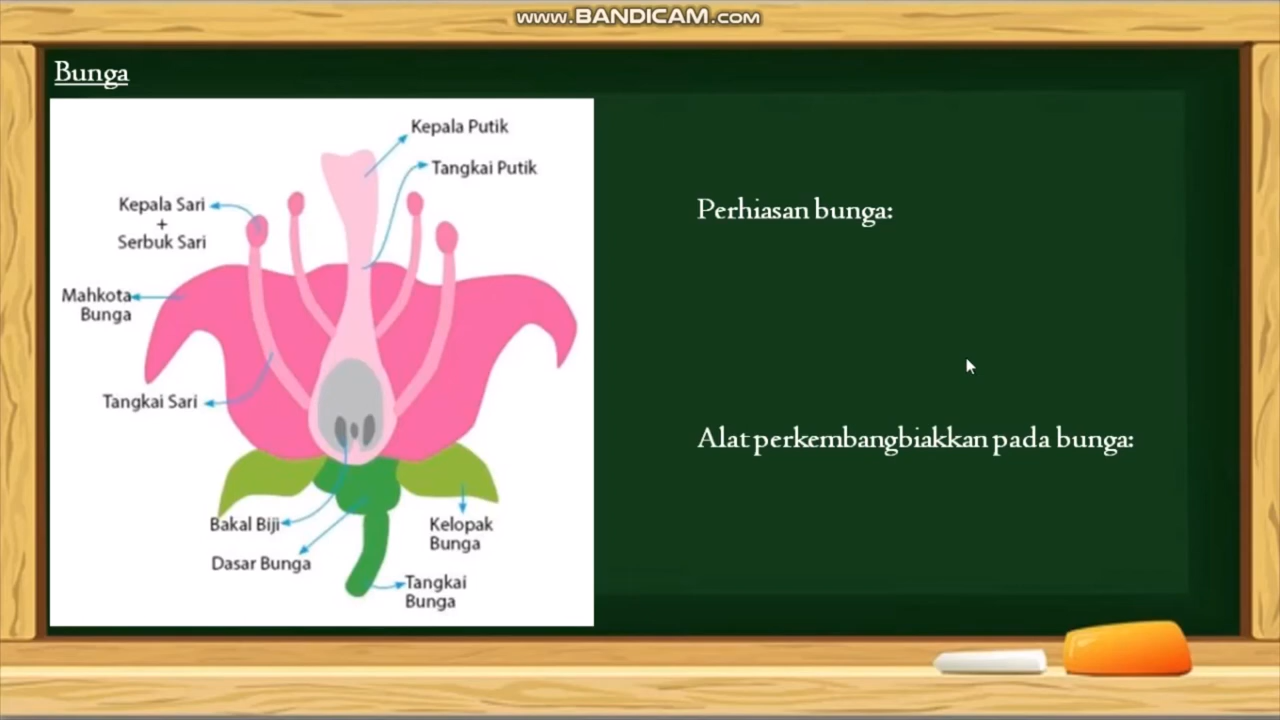 www.BANDICAM.com
Bunga
Kepala Putik
Tangkai Putik
Kepala Sari
+
Serbuk Sari
Mahkota
Bunga
Tangkai Sari
Bakal Biji
Dasar Bunga
Kelopak
Bunga
Tangkai
Bunga
Perhiasan bunga:
Alat perkembangbiakkan pada bunga: